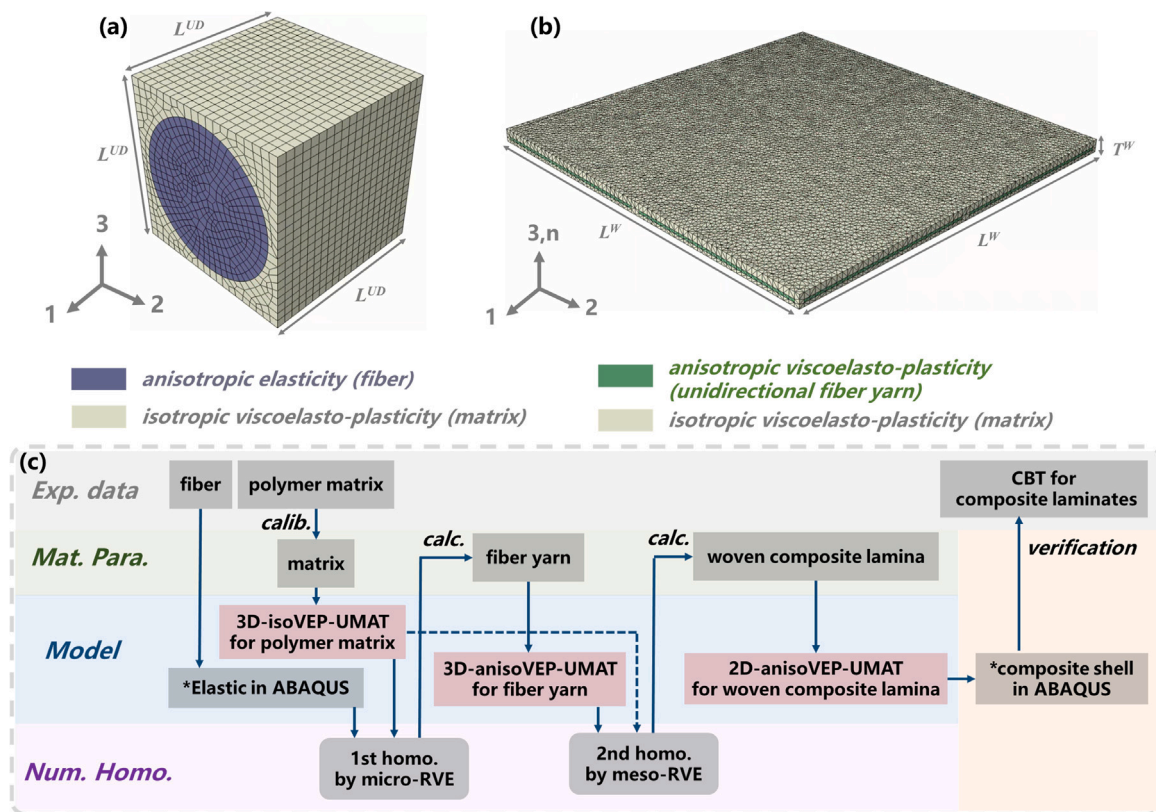 (a)
L^UD
L^UD
L^UD
3
1
2
(b)
T^W
L^W
L^W
3,n
1
2
anisotropic elasticity (fiber)
isotropic viscoelasto-plasticity (matrix)
anisotropic viscoelasto-plasticity
(unidirectional fiber yarn)
isotropic viscoelasto-plasticity (matrix)
(c)
Exp. data
fiber
polymer matrix
CBT for
composite laminates
calib.
Mat. Para.
matrix
calc.
fiber yarn
calc.
woven composite lamina
verification
Model
3D-isoVEP-UMAT
for polymer matrix
*Elastic in ABAQUS
3D-anisoVEP-UMAT
for fiber yarn
2D-anisoVEP-UMAT
for woven composite lamina
*composite shell
in ABAQUS
Num. Homo.
1st homo.
by micro-RVE
2nd homo.
by meso-RVE